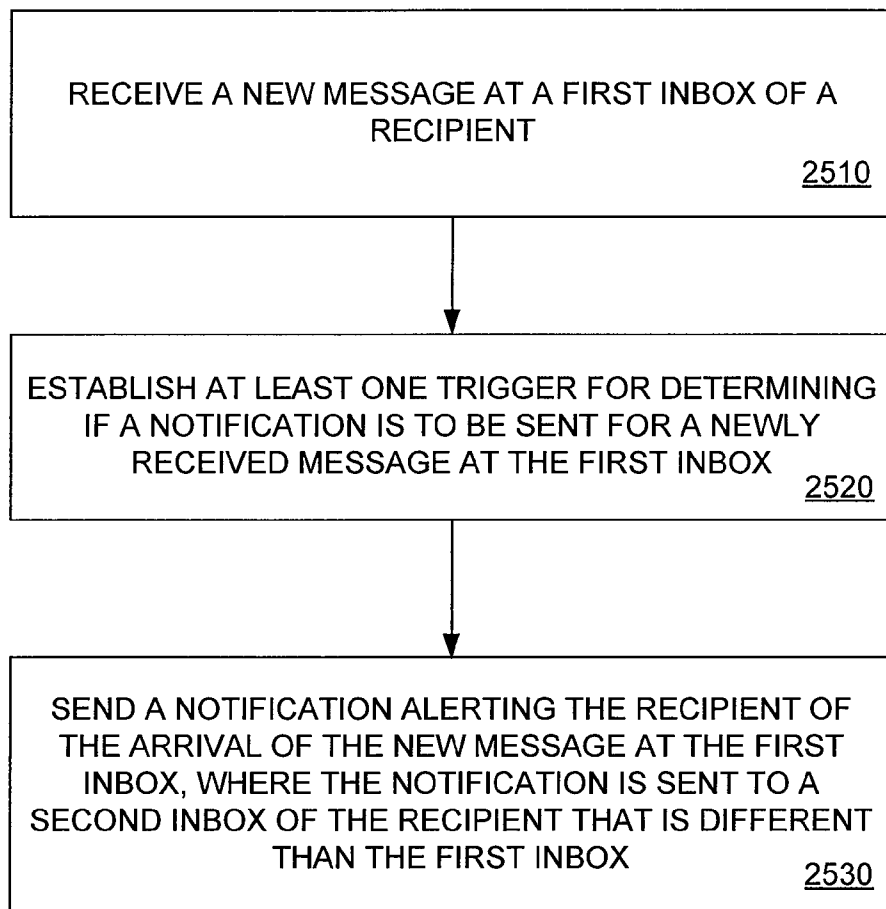 RECEIVE A NEW MESSAGE AT A FIRST INBOX OF A
RECIPIENT
2510
ESTABLISH AT LEAST ONE TRIGGER FOR DETERMINING
IF A NOTIFICATION IS TO BE SENT FOR A NEWLY
RECEIVED MESSAGE AT THE FIRST INBOX
2520
SEND A NOTIFICATION ALERTING THE RECIPIENT OF
THE ARRIVAL OF THE NEW MESSAGE AT THE FIRST
INBOX, WHERE THE NOTIFICATION IS SENT TO A
SECOND INBOX OF THE RECIPIENT THAT IS DIFFERENT
THAN THE FIRST INBOX
2530